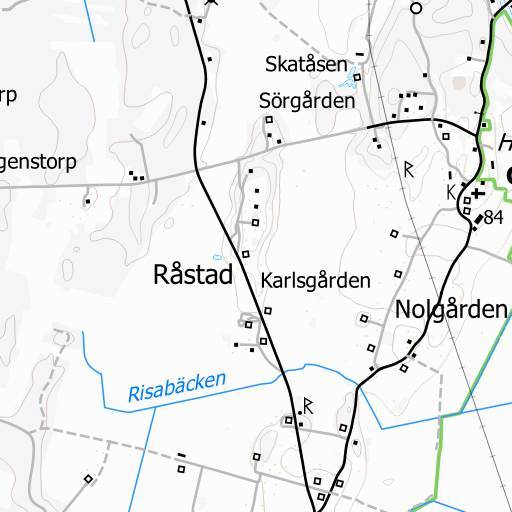 Skatåsen
rp
Sörgården
H
genstorp
R
K
84
Råstad
Karlsgården
Nolgården
Risabäcken
R